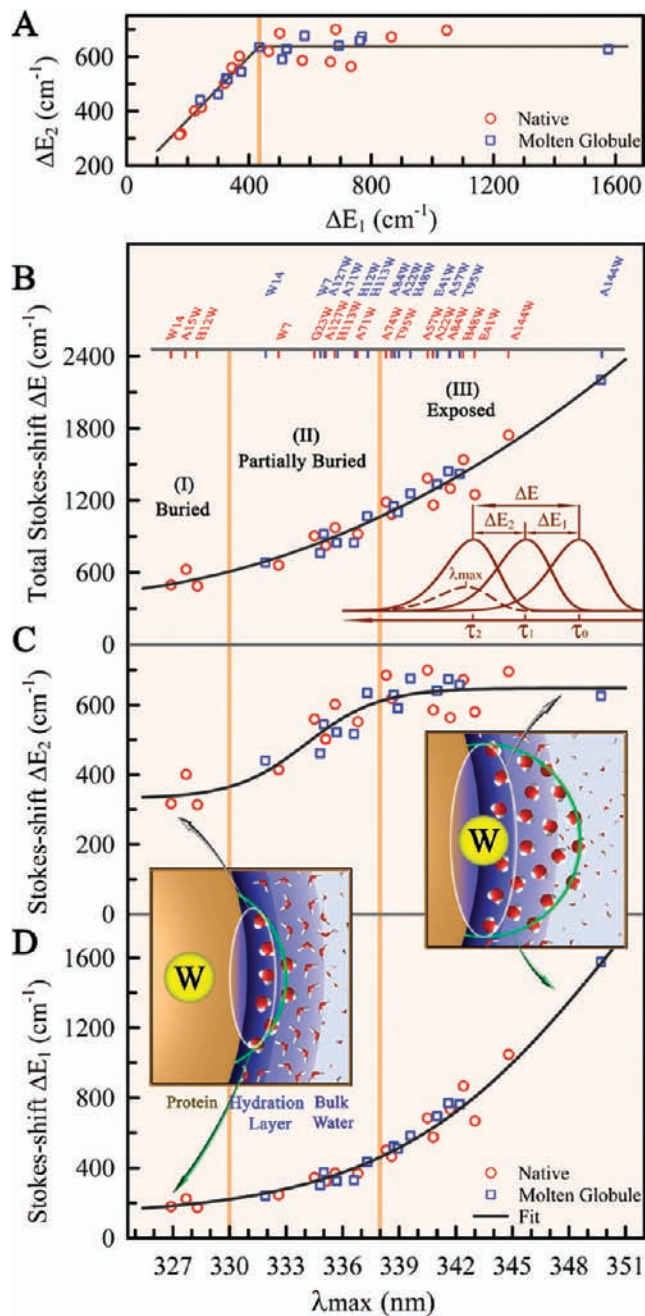 A
ΔE₂ (cm⁻¹)
600
400
200
Native
Molten Globule
0 400 800 1200 1600
ΔE₁ (cm⁻¹)
B
W14
W7
A127W
A71W
H12W
H113W
A84W
A22W
H48W
E41W
A57W
T95W
A144W
W14
A15W
H12W
W7
G23W
A127W
H113W
A71W
A74W
T95W
A57W
A22W
A84W
H48W
E41W
A144W
Total Stokes-shift ΔE (cm⁻¹)
2400
1800
1200
600
0
(I)
Buried
(II)
Partially Buried
(III)
Exposed
ΔE
ΔE₂ ΔE₁
λmax
τ₂ τ₁ τ₀
C
Stokes-shift ΔE₂ (cm⁻¹)
600
400
200
0
W
W
D
Stokes-shift ΔE₁ (cm⁻¹)
1600
1200
800
400
0
Protein Hydration Layer Bulk Water
Native
Molten Globule
Fit
327 330 333 336 339 342 345 348 351
λmax (nm)